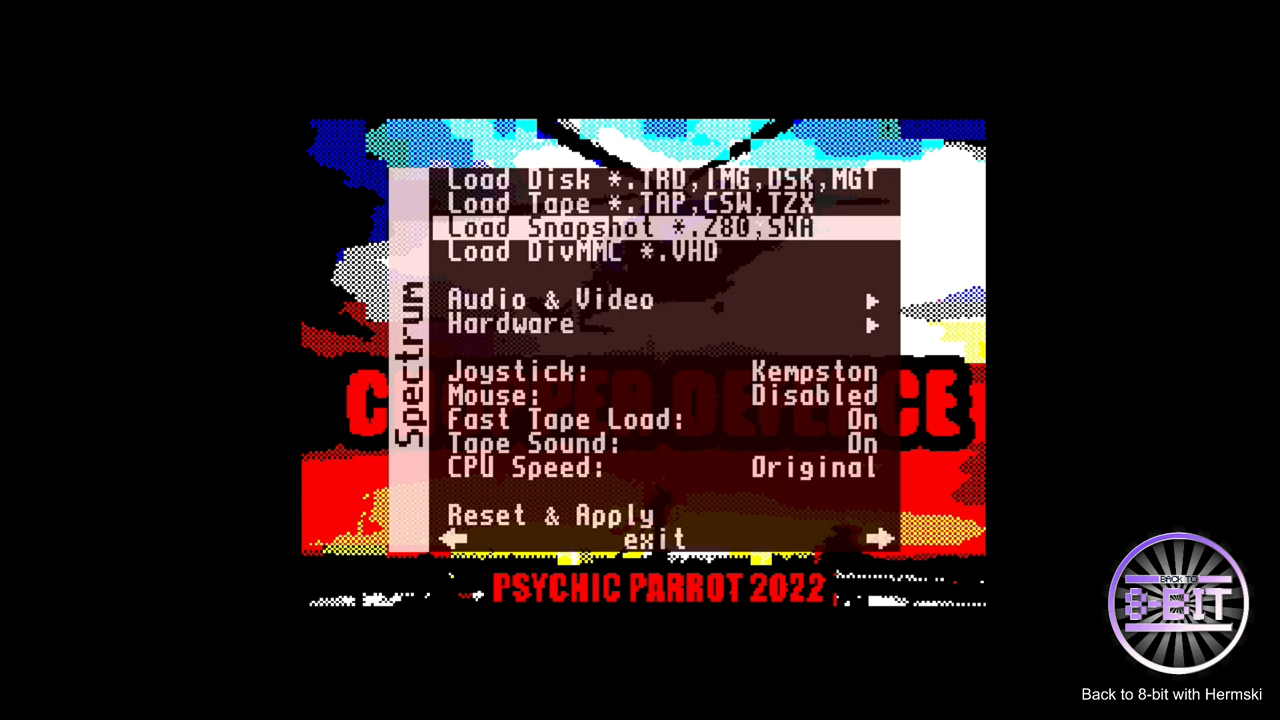 Load Disk *.TRD,IMG,DSK,MGT
Load Tape *.TAP,CSW,TZX
Load Snapshot *.Z80,SNA
Load DivMMC *.VHD
Audio & Video
Hardware
Joystick: Kempston
Mouse: Disabled
Fast Tape Load: On
Tape Sound: On
CPU Speed: Original
Reset & Apply
exit
Spectrum
CHOPPER DEFENCE
PSYCHIC PARROT 2022
BACK TO
8-BIT
Back to 8-bit with Hermski